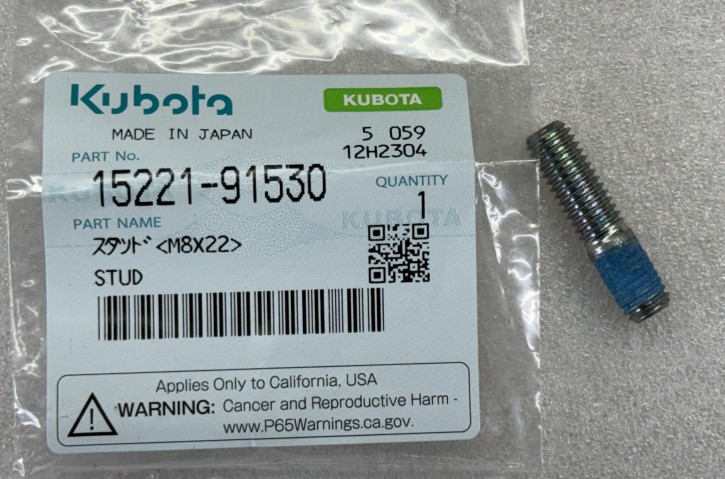 Kubota
KUBOTA
MADE IN JAPAN
5 059
PART No.
12H2304
15221-91530
QUANTITY
1
PART NAME
KUBOTA
スタッド<M8X22>
STUD
Applies Only to California, USA
WARNING: Cancer and Reproductive Harm -
www.P65Warnings.ca.gov.